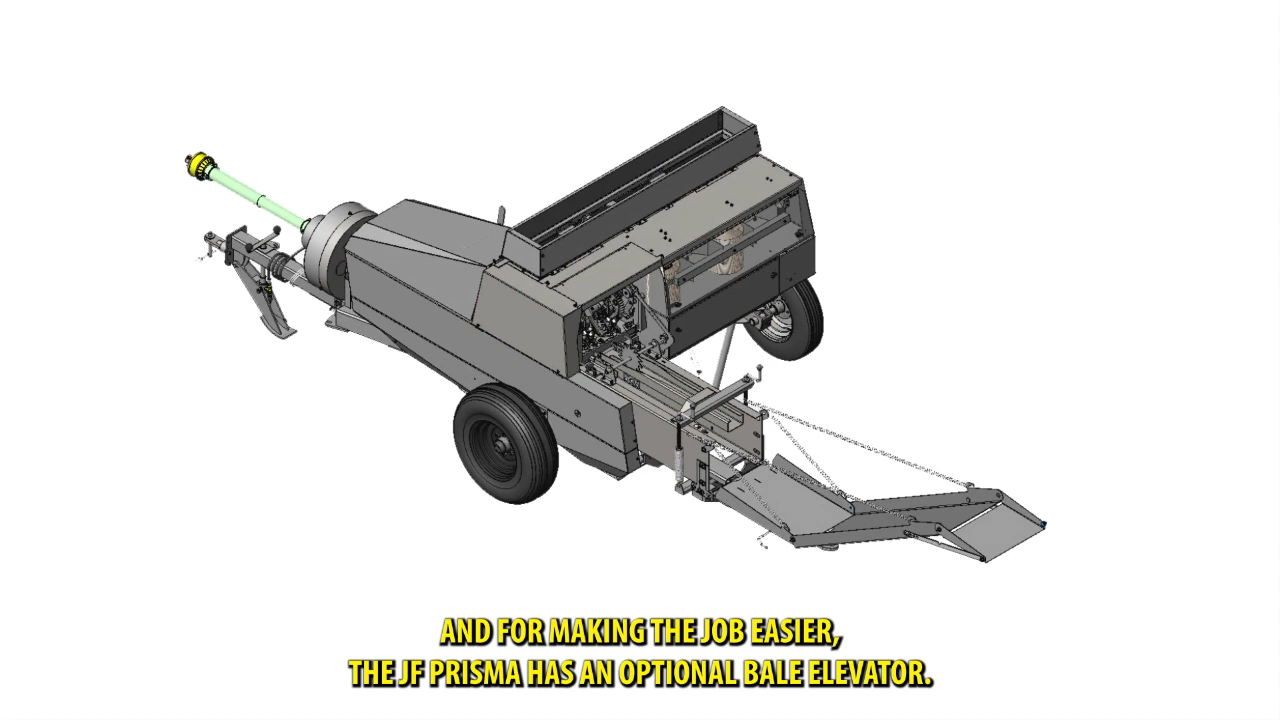 AND FOR MAKING THE JOB EASIER,
THE JF PRISMA HAS AN OPTIONAL BALE ELEVATOR.